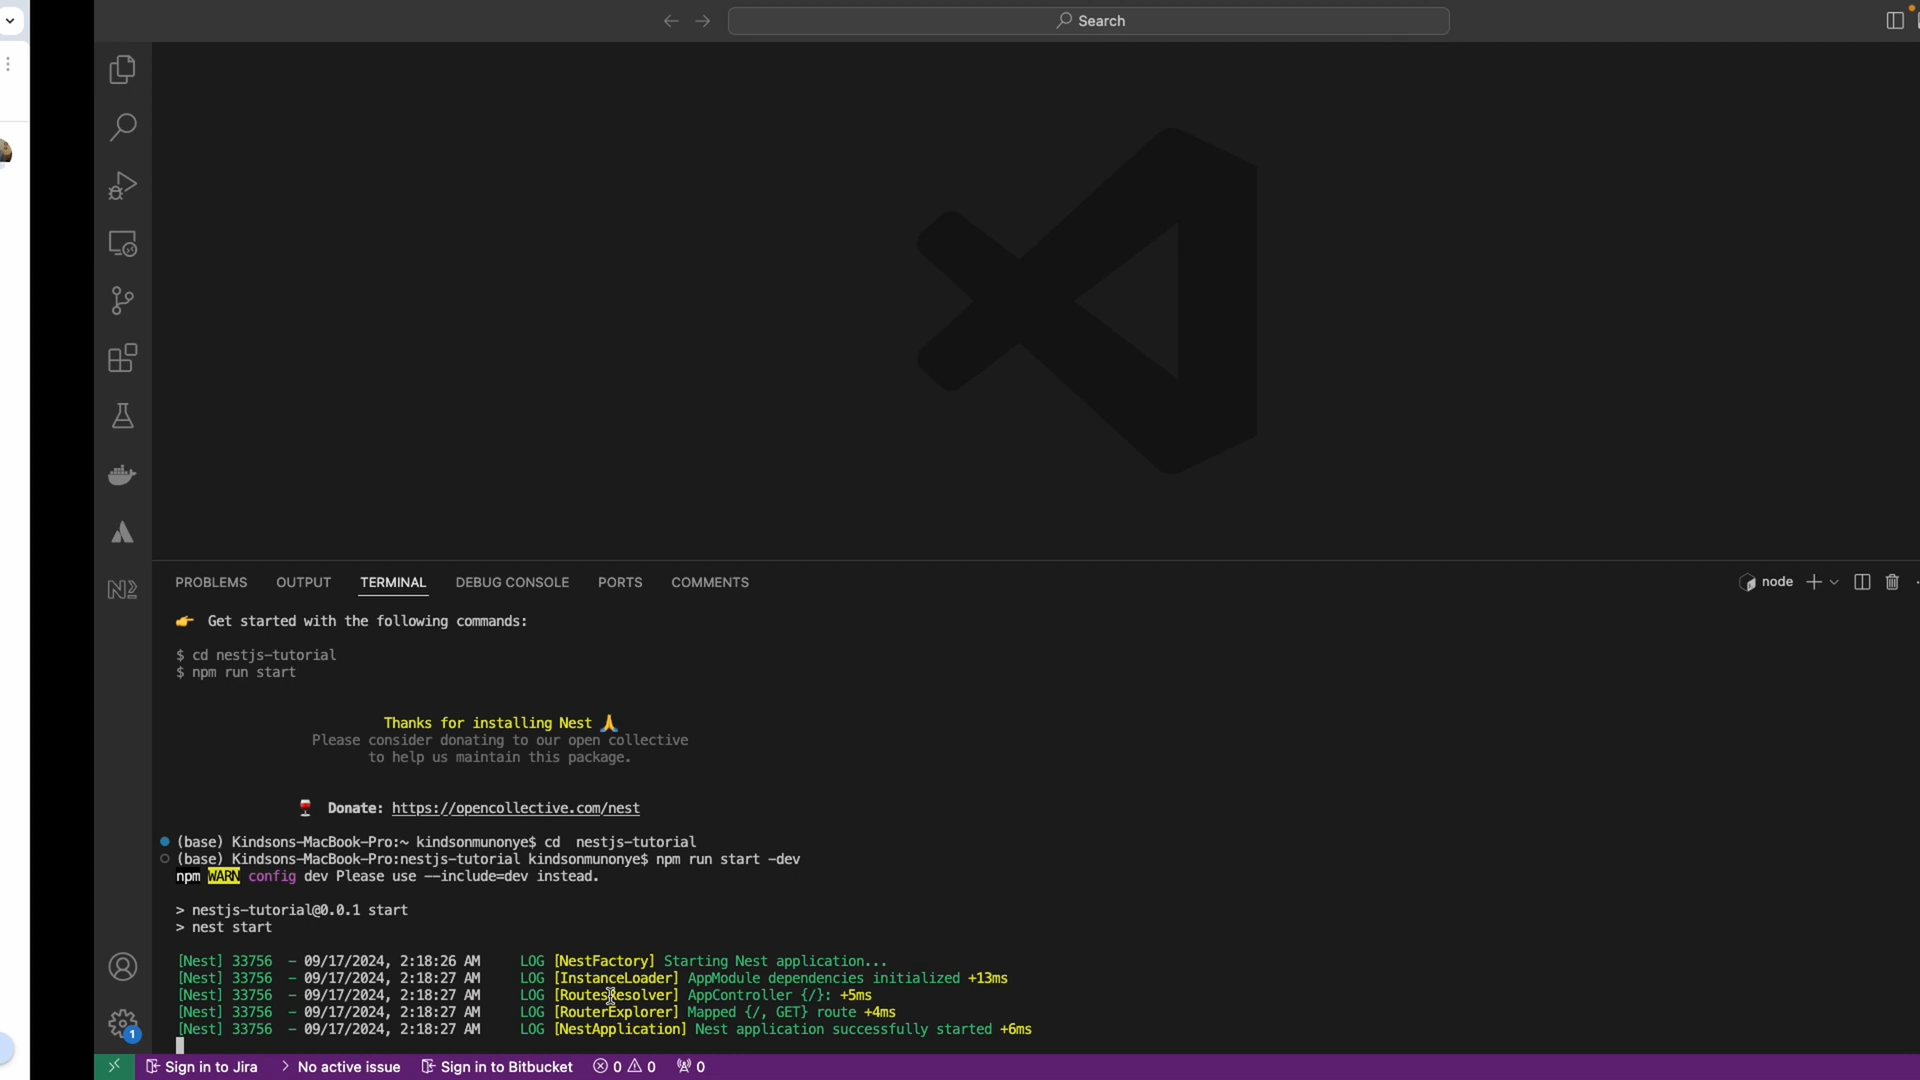 Search
PROBLEMS OUTPUT TERMINAL DEBUG CONSOLE PORTS COMMENTS
node
👉 Get started with the following commands:
$ cd nestjs-tutorial
$ npm run start
Thanks for installing Nest 🙏
Please consider donating to our open collective
to help us maintain this package.
🍷 Donate: https://opencollective.com/nest
(base) Kindsons-MacBook-Pro:~ kindsonmunonye$ cd  nestjs-tutorial
(base) Kindsons-MacBook-Pro:nestjs-tutorial kindsonmunonye$ npm run start -dev
npm WARN config dev Please use --include=dev instead.
> nestjs-tutorial@0.0.1 start
> nest start
[Nest] 33756  - 09/17/2024, 2:18:26 AM     LOG [NestFactory] Starting Nest application...
[Nest] 33756  - 09/17/2024, 2:18:27 AM     LOG [InstanceLoader] AppModule dependencies initialized +13ms
[Nest] 33756  - 09/17/2024, 2:18:27 AM     LOG [RoutesResolver] AppController {/}: +5ms
[Nest] 33756  - 09/17/2024, 2:18:27 AM     LOG [RouterExplorer] Mapped {/, GET} route +4ms
[Nest] 33756  - 09/17/2024, 2:18:27 AM     LOG [NestApplication] Nest application successfully started +6ms
1
Sign in to Jira > No active issue Sign in to Bitbucket 0 0 0